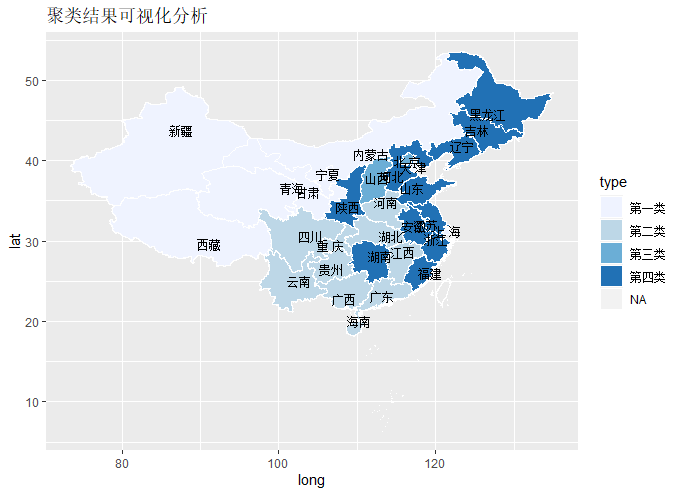 聚类结果可视化分析
50
40
30
20
10
lat
80
100
120
long
新疆
西藏
青海
甘肃
宁夏
内蒙古
黑龙江
吉林
辽宁
北京
天津
河北
山西
山东
陕西
河南
安徽
江苏
上海
浙江
湖北
四川
重庆
湖南
江西
贵州
福建
云南
广西
广东
海南
type
第一类
第二类
第三类
第四类
NA